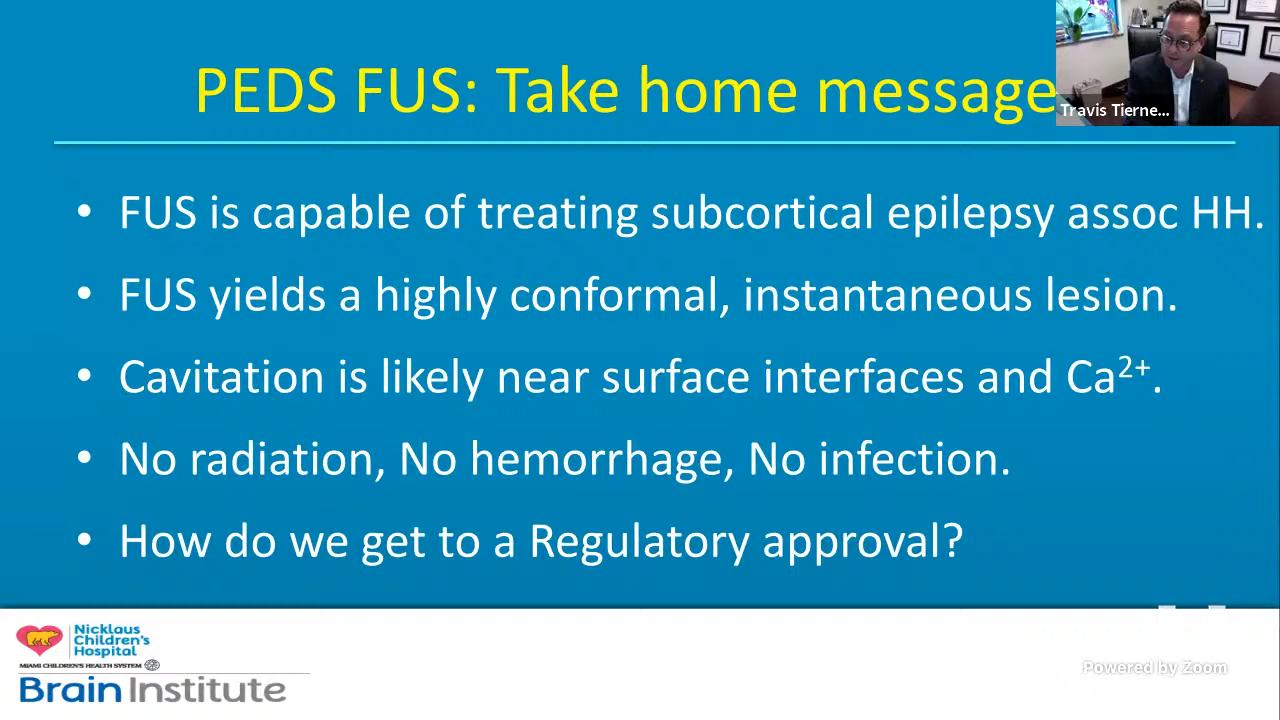 PEDS FUS: Take home message
Travis Tierne...
• FUS is capable of treating subcortical epilepsy assoc HH.
• FUS yields a highly conformal, instantaneous lesion.
• Cavitation is likely near surface interfaces and Ca²⁺.
• No radiation, No hemorrhage, No infection.
• How do we get to a Regulatory approval?
Nicklaus
Children's
Hospital
MIAMI CHILDREN'S HEALTH SYSTEM
Brain Institute
Powered by Zoom